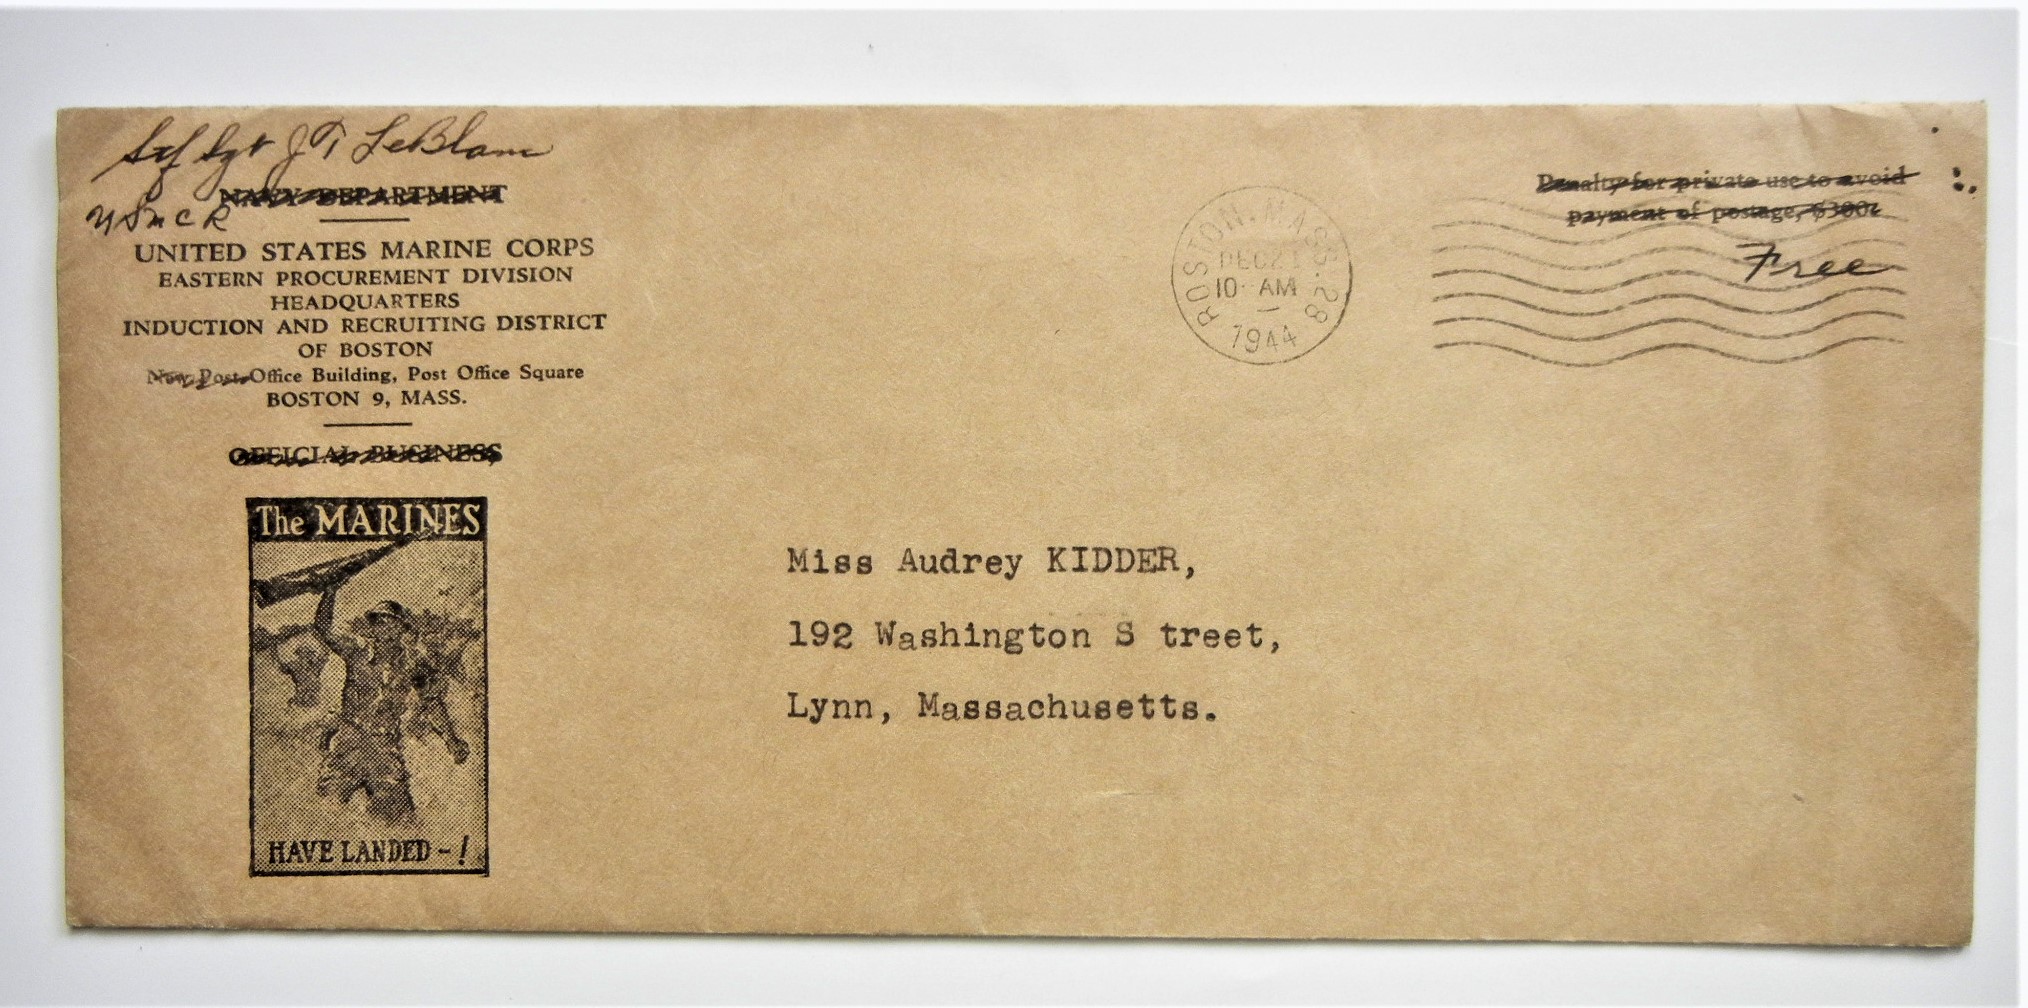 Sgt J T LeBlanc
USMCR
NAVY DEPARTMENT
UNITED STATES MARINE CORPS
EASTERN PROCUREMENT DIVISION
HEADQUARTERS
INDUCTION AND RECRUITING DISTRICT
OF BOSTON
New Post Office Building, Post Office Square
BOSTON 9, MASS.
OFFICIAL BUSINESS
The MARINES
HAVE LANDED - !
BOSTON, MASS. 28
DEC 21
10 AM
1944
Penalty for private use to avoid
payment of postage, $300
Free
Miss Audrey KIDDER,
192 Washington S treet,
Lynn, Massachusetts.